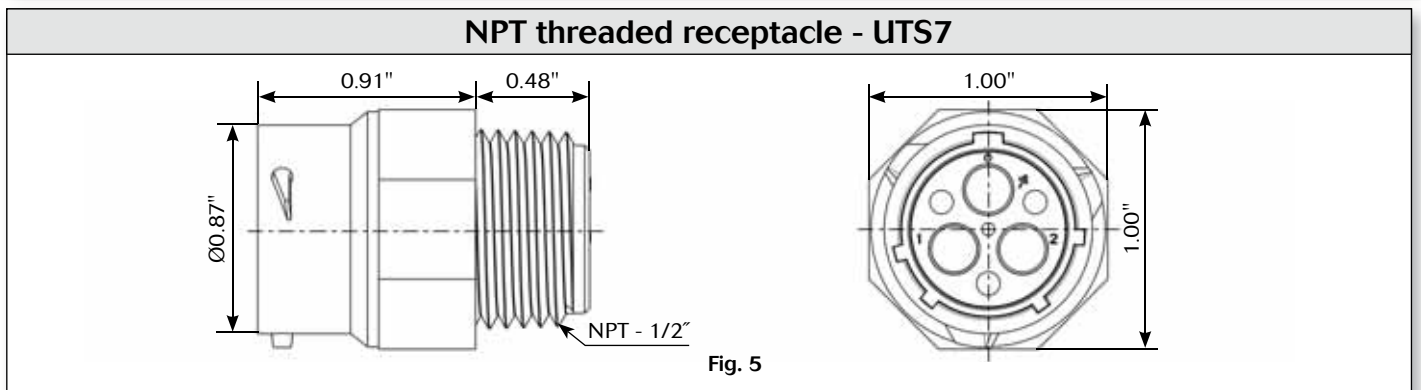 NPT threaded receptacle - UTS7
0.91"
0.48"
Ø0.87"
NPT - 1/2˝
1.00"
1.00"
1
2
Fig. 5